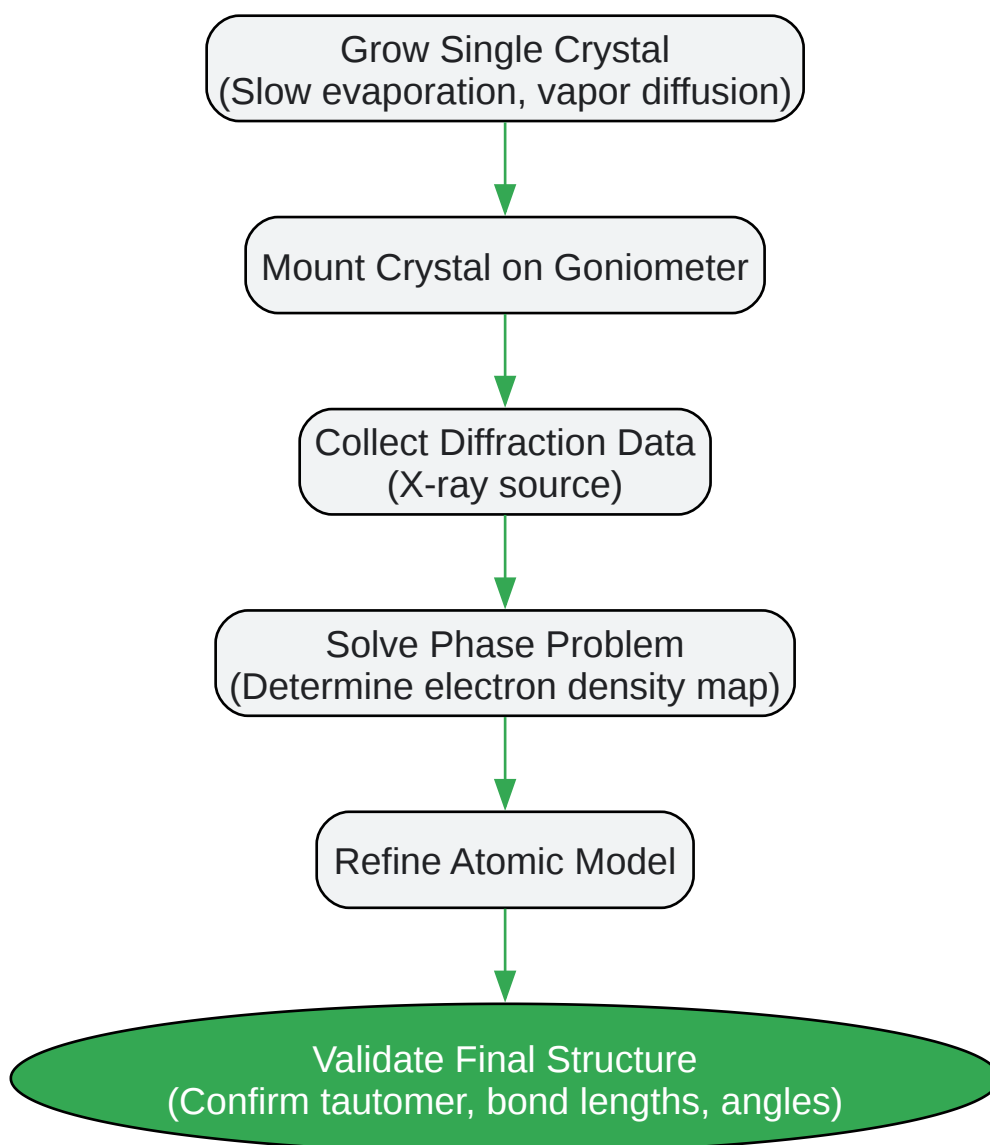 Grow Single Crystal
(Slow evaporation, vapor diffusion)
Mount Crystal on Goniometer
Collect Diffraction Data
(X-ray source)
Solve Phase Problem
(Determine electron density map)
Refine Atomic Model
Validate Final Structure
(Confirm tautomer, bond lengths, angles)